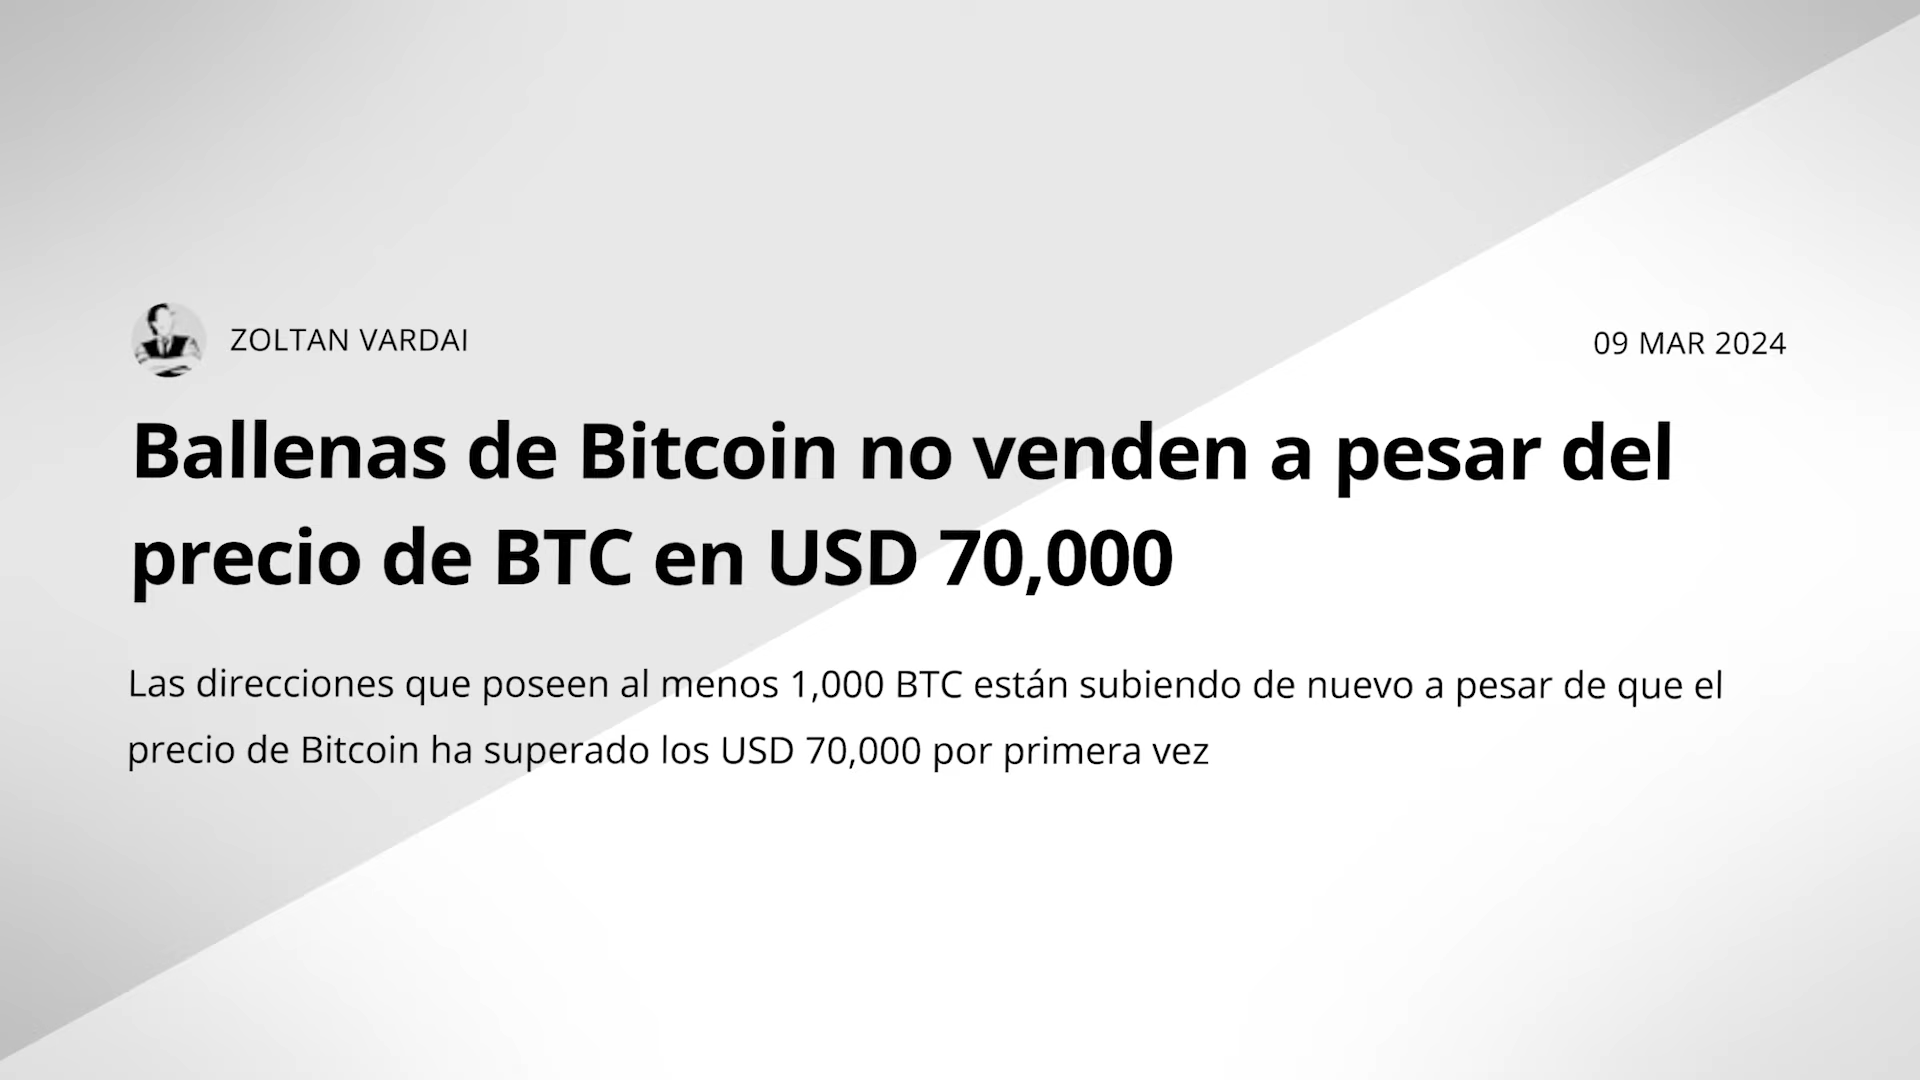 ZOLTAN VARDAI
09 MAR 2024
Ballenas de Bitcoin no venden a pesar del
precio de BTC en USD 70,000
Las direcciones que poseen al menos 1,000 BTC están subiendo de nuevo a pesar de que el
precio de Bitcoin ha superado los USD 70,000 por primera vez